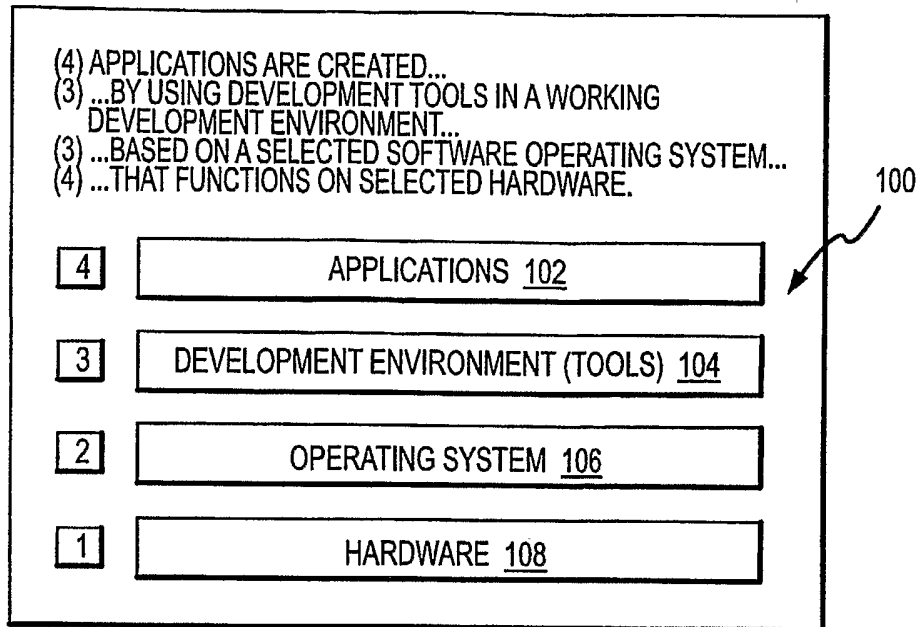 (4) APPLICATIONS ARE CREATED...
(3) ...BY USING DEVELOPMENT TOOLS IN A WORKING
DEVELOPMENT ENVIRONMENT...
(3) ...BASED ON A SELECTED SOFTWARE OPERATING SYSTEM...
(4) ...THAT FUNCTIONS ON SELECTED HARDWARE.
100
4 APPLICATIONS 102
3 DEVELOPMENT ENVIRONMENT (TOOLS) 104
2 OPERATING SYSTEM 106
1 HARDWARE 108